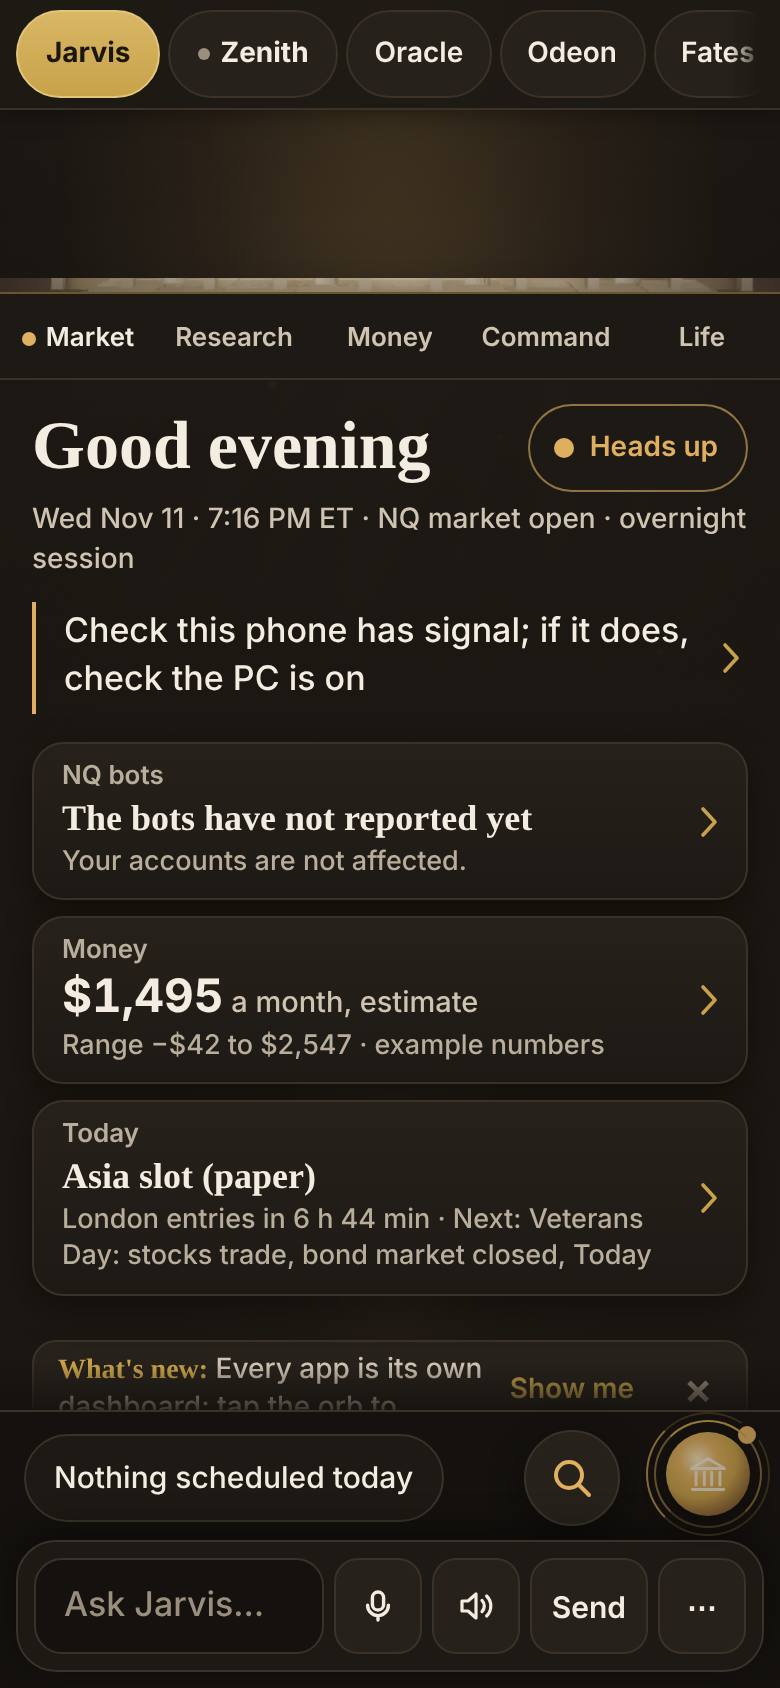 Jarvis
Zenith
Oracle
Odeon
Fates
Market
Research
Money
Command
Life
Good evening
Heads up
Wed Nov 11 · 7:16 PM ET · NQ market open · overnight
session
Check this phone has signal; if it does,
check the PC is on
NQ bots
The bots have not reported yet
Your accounts are not affected.
Money
$1,495 a month, estimate
Range −$42 to $2,547 · example numbers
Today
Asia slot (paper)
London entries in 6 h 44 min · Next: Veterans
Day: stocks trade, bond market closed, Today
What's new: Every app is its own
dashboard: tap the orb to
Show me
Nothing scheduled today
Ask Jarvis...
Send